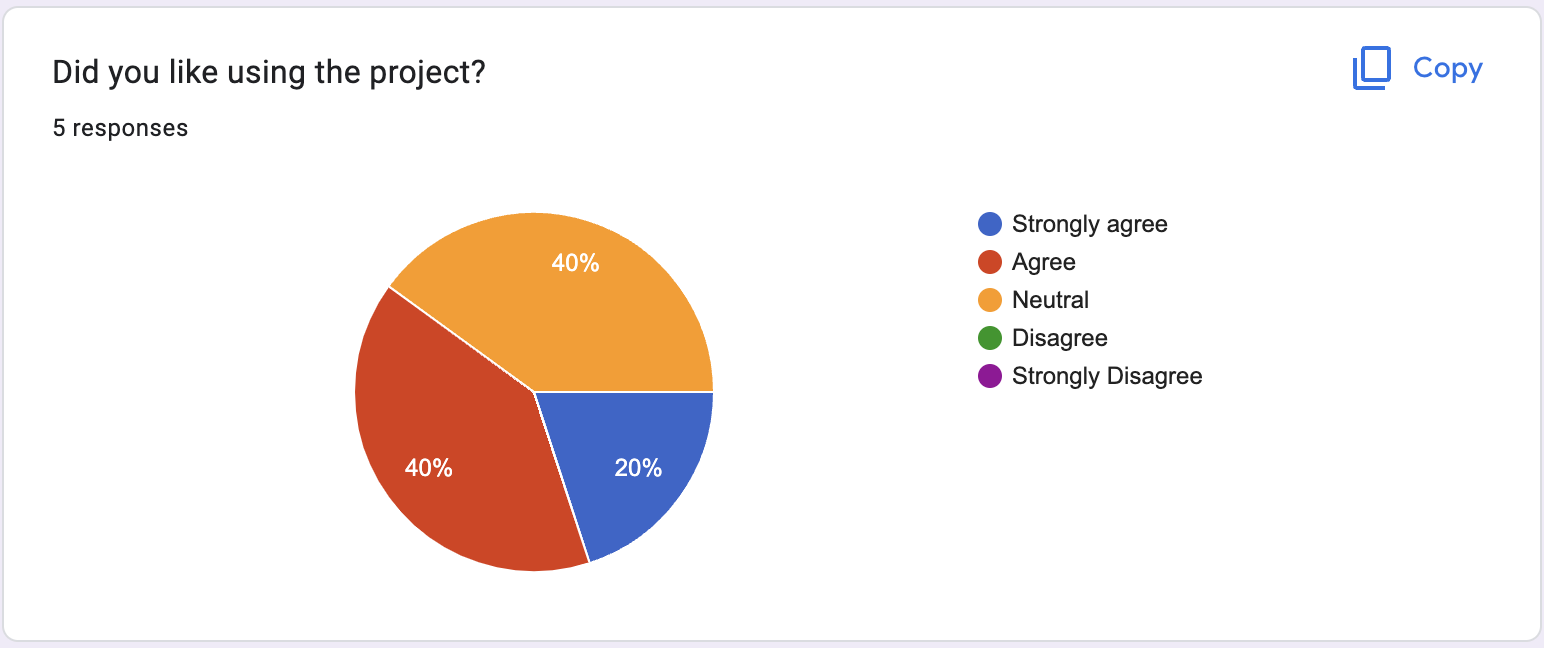 Did you like using the project?
Copy
5 responses
40%
40%
20%
Strongly agree
Agree
Neutral
Disagree
Strongly Disagree